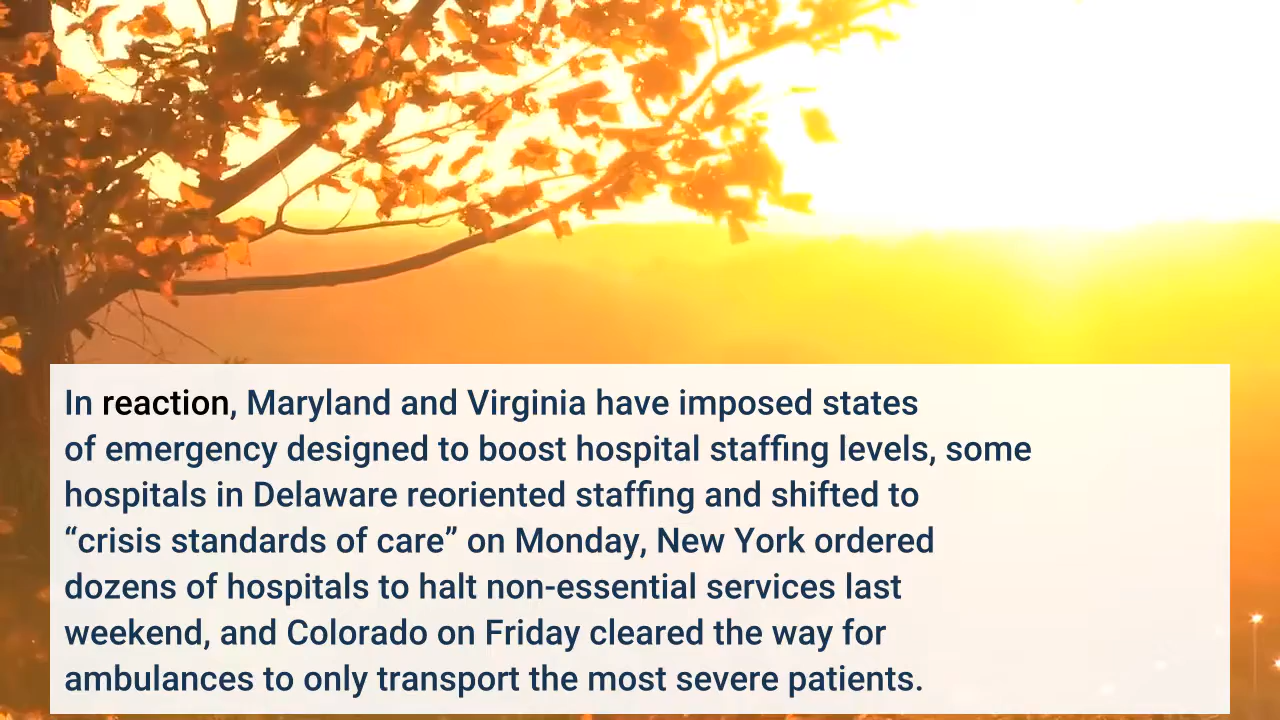 In reaction, Maryland and Virginia have imposed states
of emergency designed to boost hospital staffing levels, some
hospitals in Delaware reoriented staffing and shifted to
“crisis standards of care” on Monday, New York ordered
dozens of hospitals to halt non-essential services last
weekend, and Colorado on Friday cleared the way for
ambulances to only transport the most severe patients.